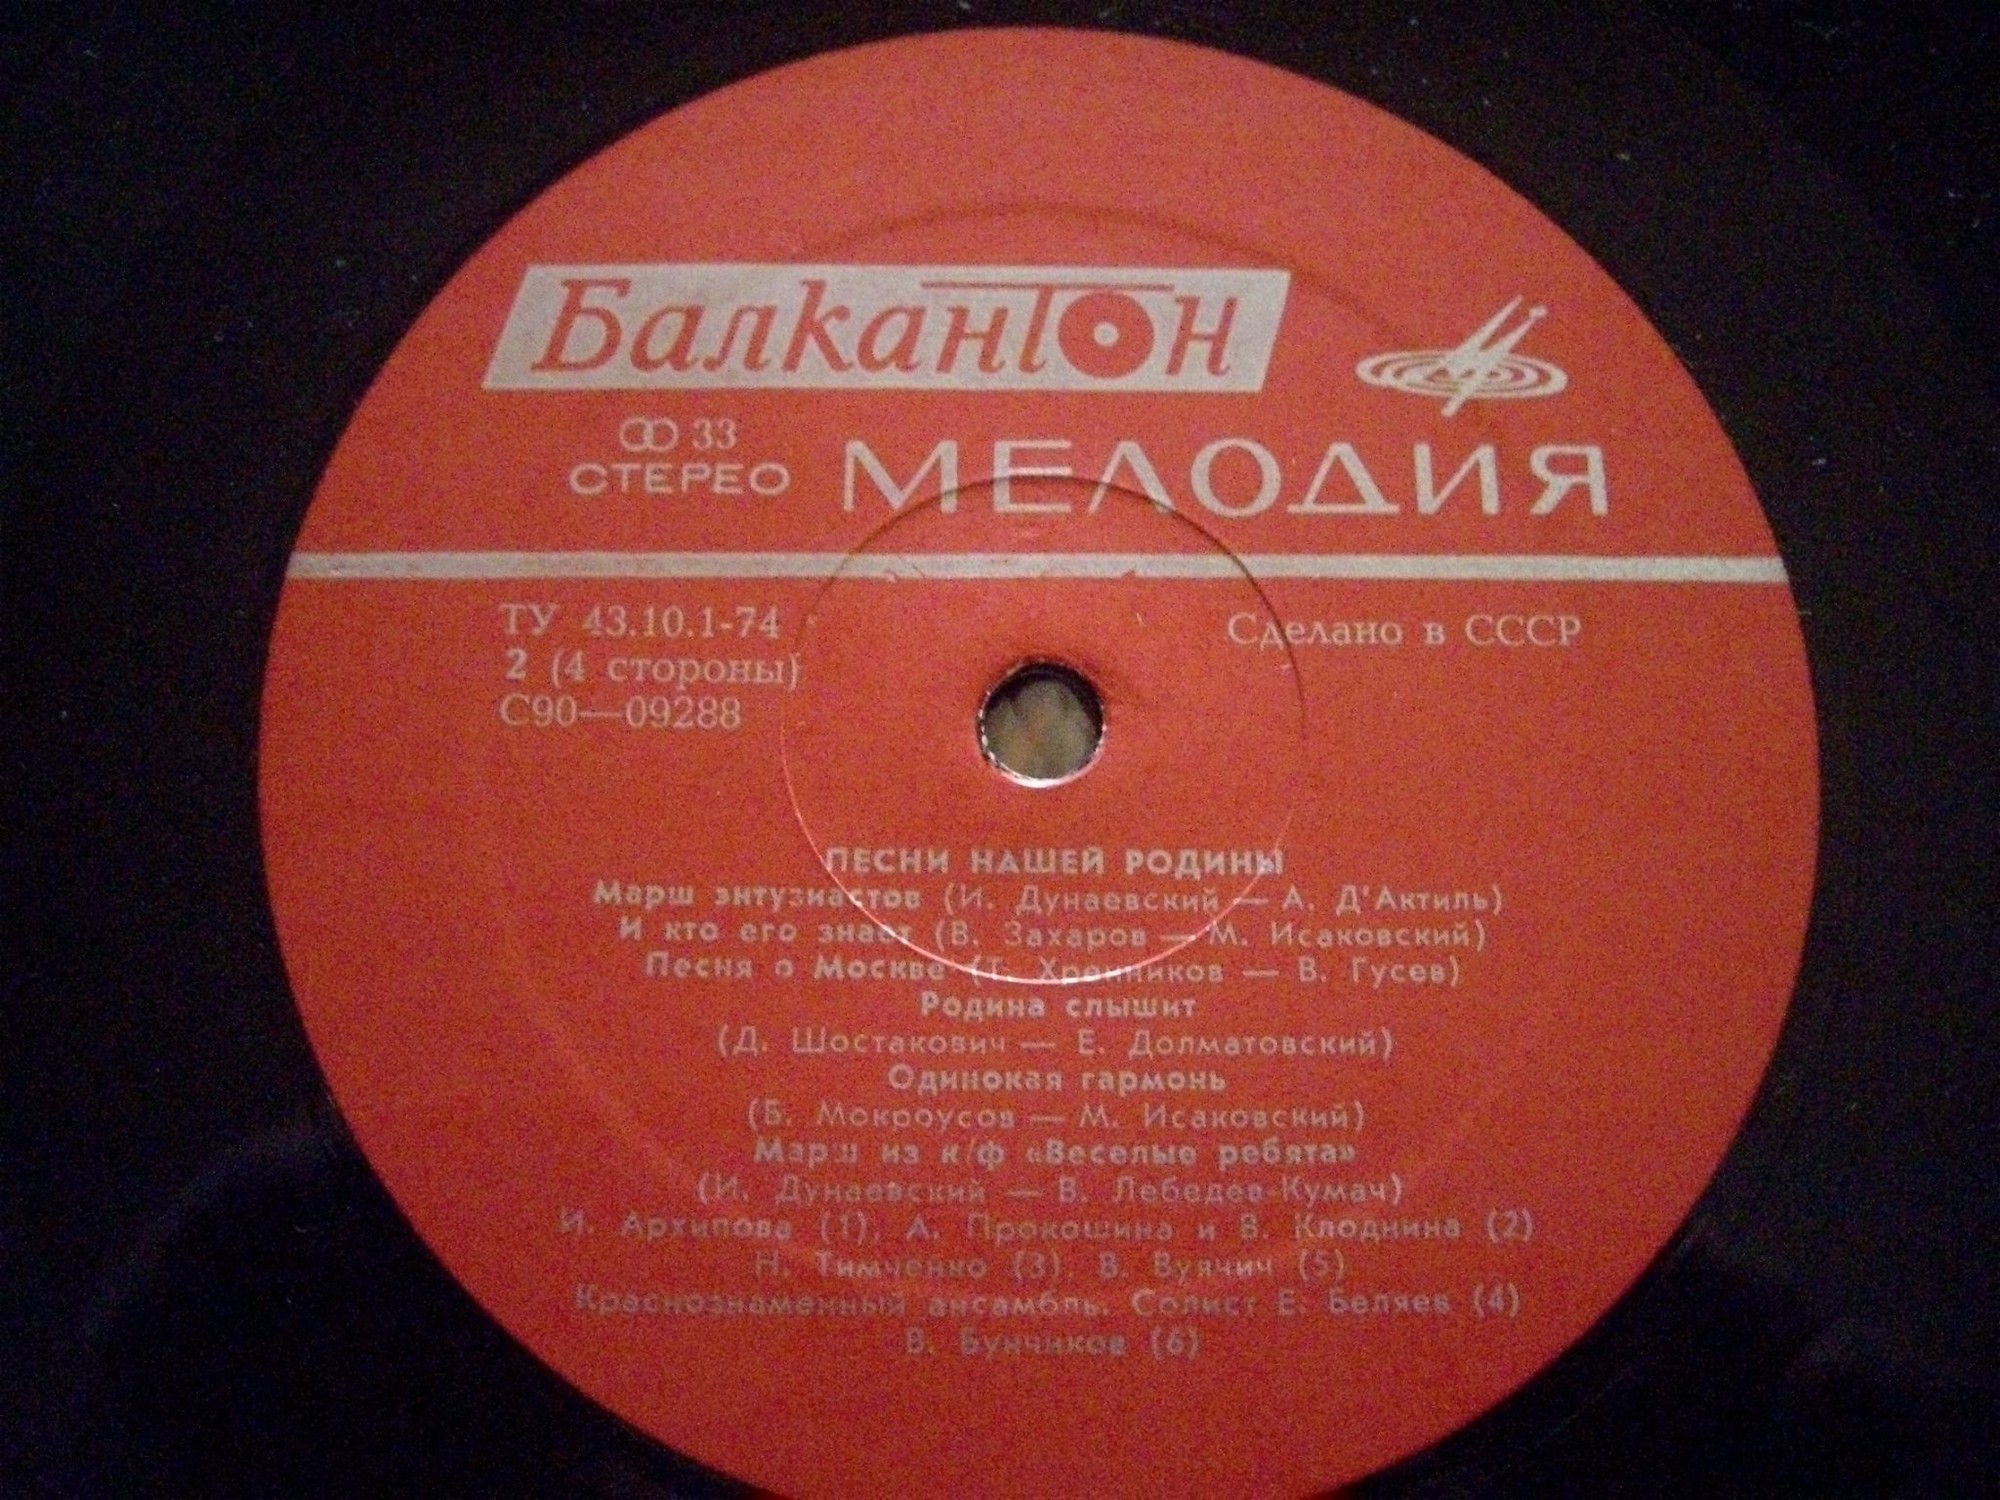 Балкантон
33
СТЕРЕО
МЕЛОДИЯ
ТУ 43.10.1-74
Сделано в СССР
2 (4 стороны)
С90—09288
ПЕСНИ НАШЕЙ РОДИНЫ
Марш энтузиастов (И. Дунаевский — А. Д'Актиль)
И кто его знает (В. Захаров — М. Исаковский)
Песня о Москве (Т. Хренников — В. Гусев)
Родина слышит
(Д. Шостакович — Е. Долматовский)
Одинокая гармонь
(Б. Мокроусов — М. Исаковский)
Марш из к/ф «Веселые ребята»
(И. Дунаевский — В. Лебедев-Кумач)
И. Архипова (1), А. Прокошина и В. Клоднина (2)
Н. Тимченко (3), В. Вуячич (5)
Краснознаменный ансамбль. Солист Е. Беляев (4)
В. Бунчиков (6)